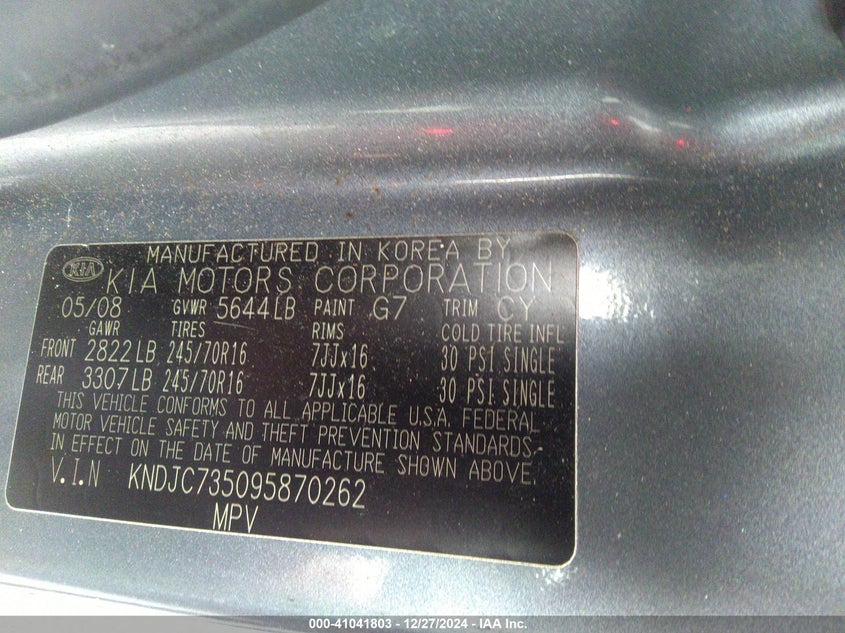 MANUFACTURED IN KOREA BY
KIA KIA MOTORS CORPORATION
05/08 GVWR 5644LB PAINT G7 TRIM CY
GAWR TIRES RIMS COLD TIRE INFL
FRONT 2822LB 245/70R16 7JJx16 30 PSI SINGLE
REAR 3307LB 245/70R16 7JJx16 30 PSI SINGLE
THIS VEHICLE CONFORMS TO ALL APPLICABLE U.S.A. FEDERAL
MOTOR VEHICLE SAFETY AND THEFT PREVENTION STANDARDS
IN EFFECT ON THE DATE OF MANUFACTURE SHOWN ABOVE.
V.I.N KNDJC735095870262
MPV
000-41041803 - 12/27/2024 - IAA Inc.